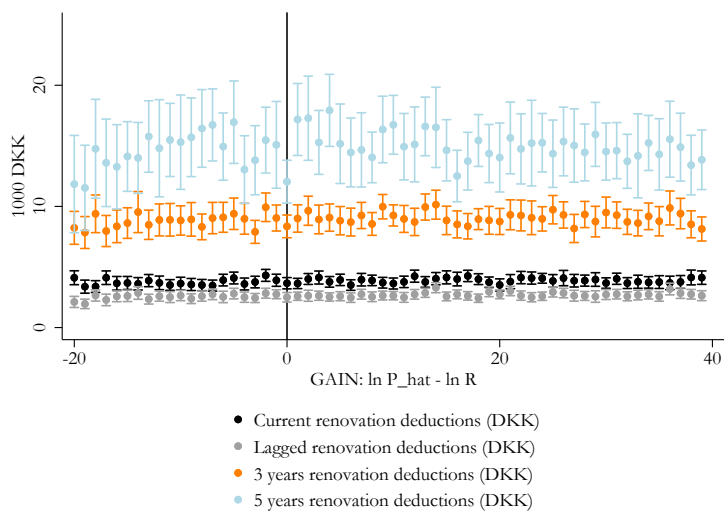 1000 DKK
20
10
0
-20
0
20
40
GAIN: ln P_hat - ln R
Current renovation deductions (DKK)
Lagged renovation deductions (DKK)
3 years renovation deductions (DKK)
5 years renovation deductions (DKK)